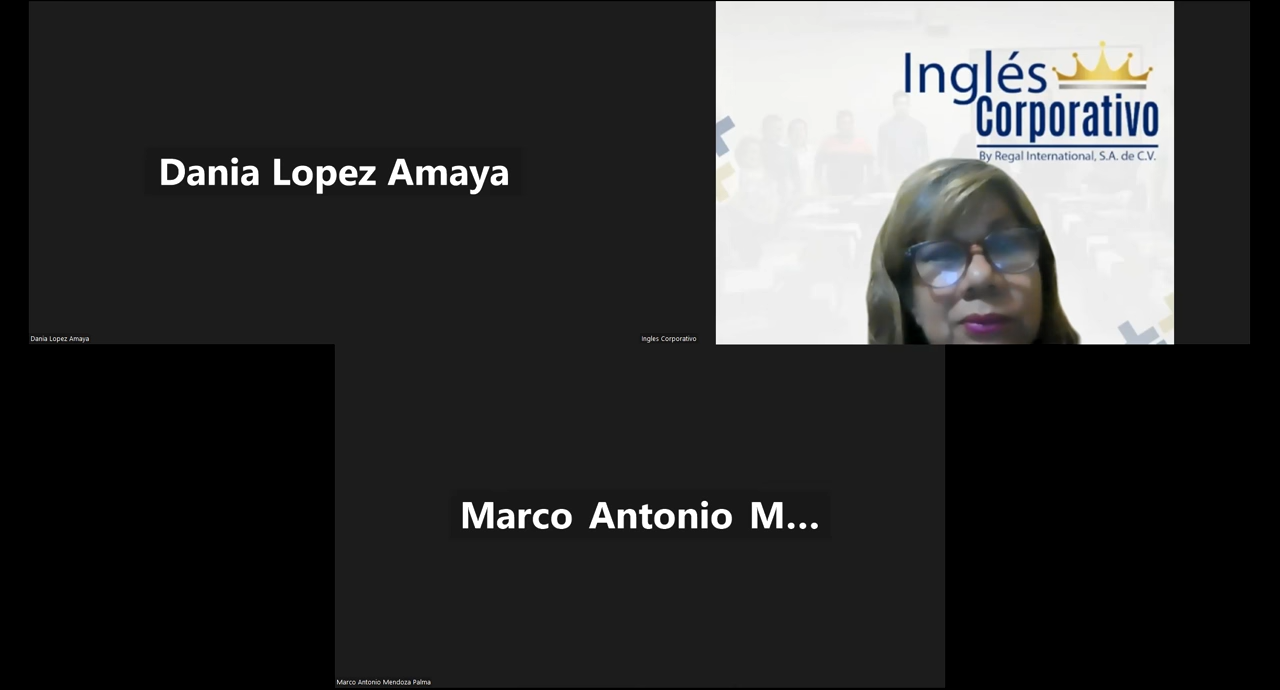 Dania Lopez Amaya
Inglés
Corporativo
By Regal International, S.A. de C.V.
Dania Lopez Amaya
Ingles Corporativo
Marco Antonio M...
Marco Antonio Mendoza Palma